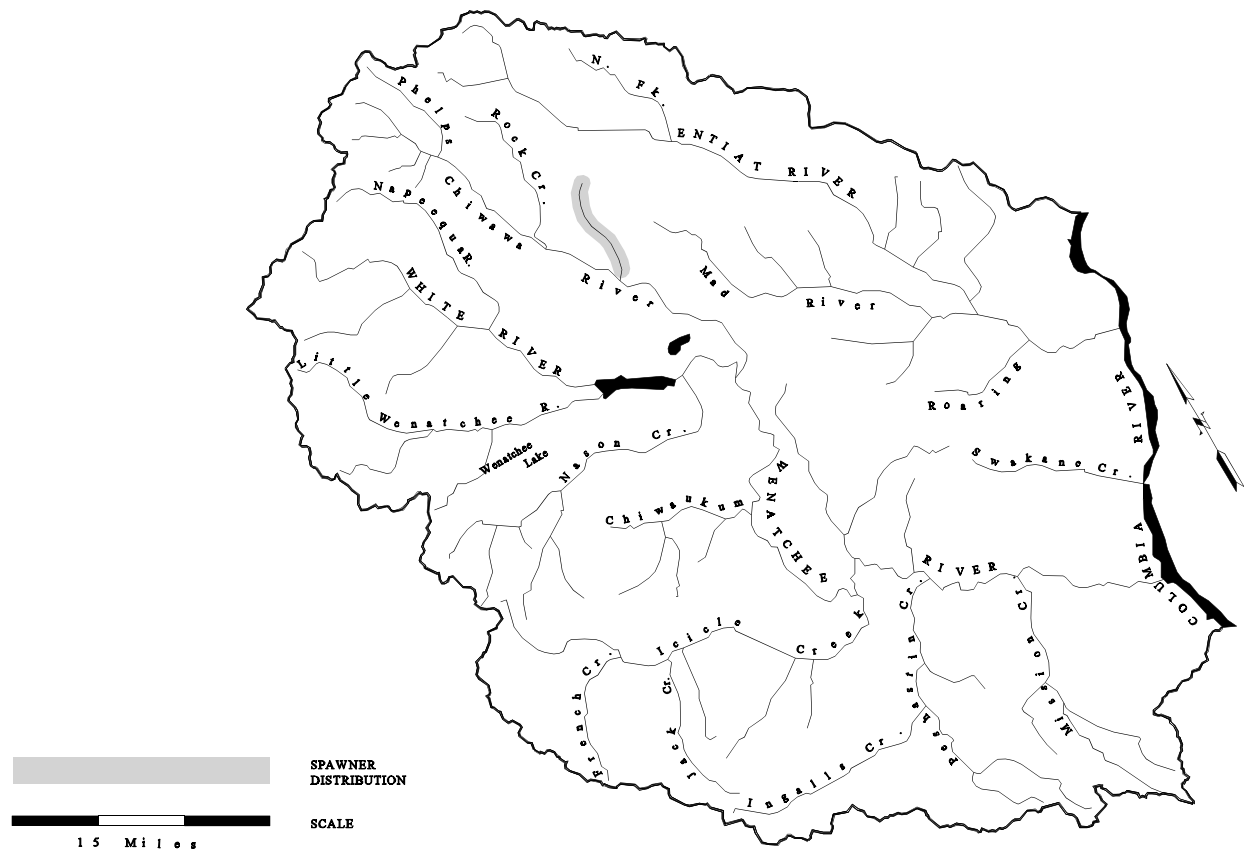 N. Fk.
Phelps
Rock Cr.
ENTIAT RIVER
Napeequa R.
Chiwawa River
Mad River
WHITE RIVER
Little Wenatchee R.
Roaring
RIVER
Wenatchee
Lake
Nason Cr.
Swakane Cr.
Chiwaukum
WENATCHEE RIVER
COLUMBIA
Icicle Creek
French Cr.
Jack Cr.
Ingalls Cr.
Peshastin Cr.
Mission Cr.
SPAWNER
DISTRIBUTION
SCALE
15 Miles